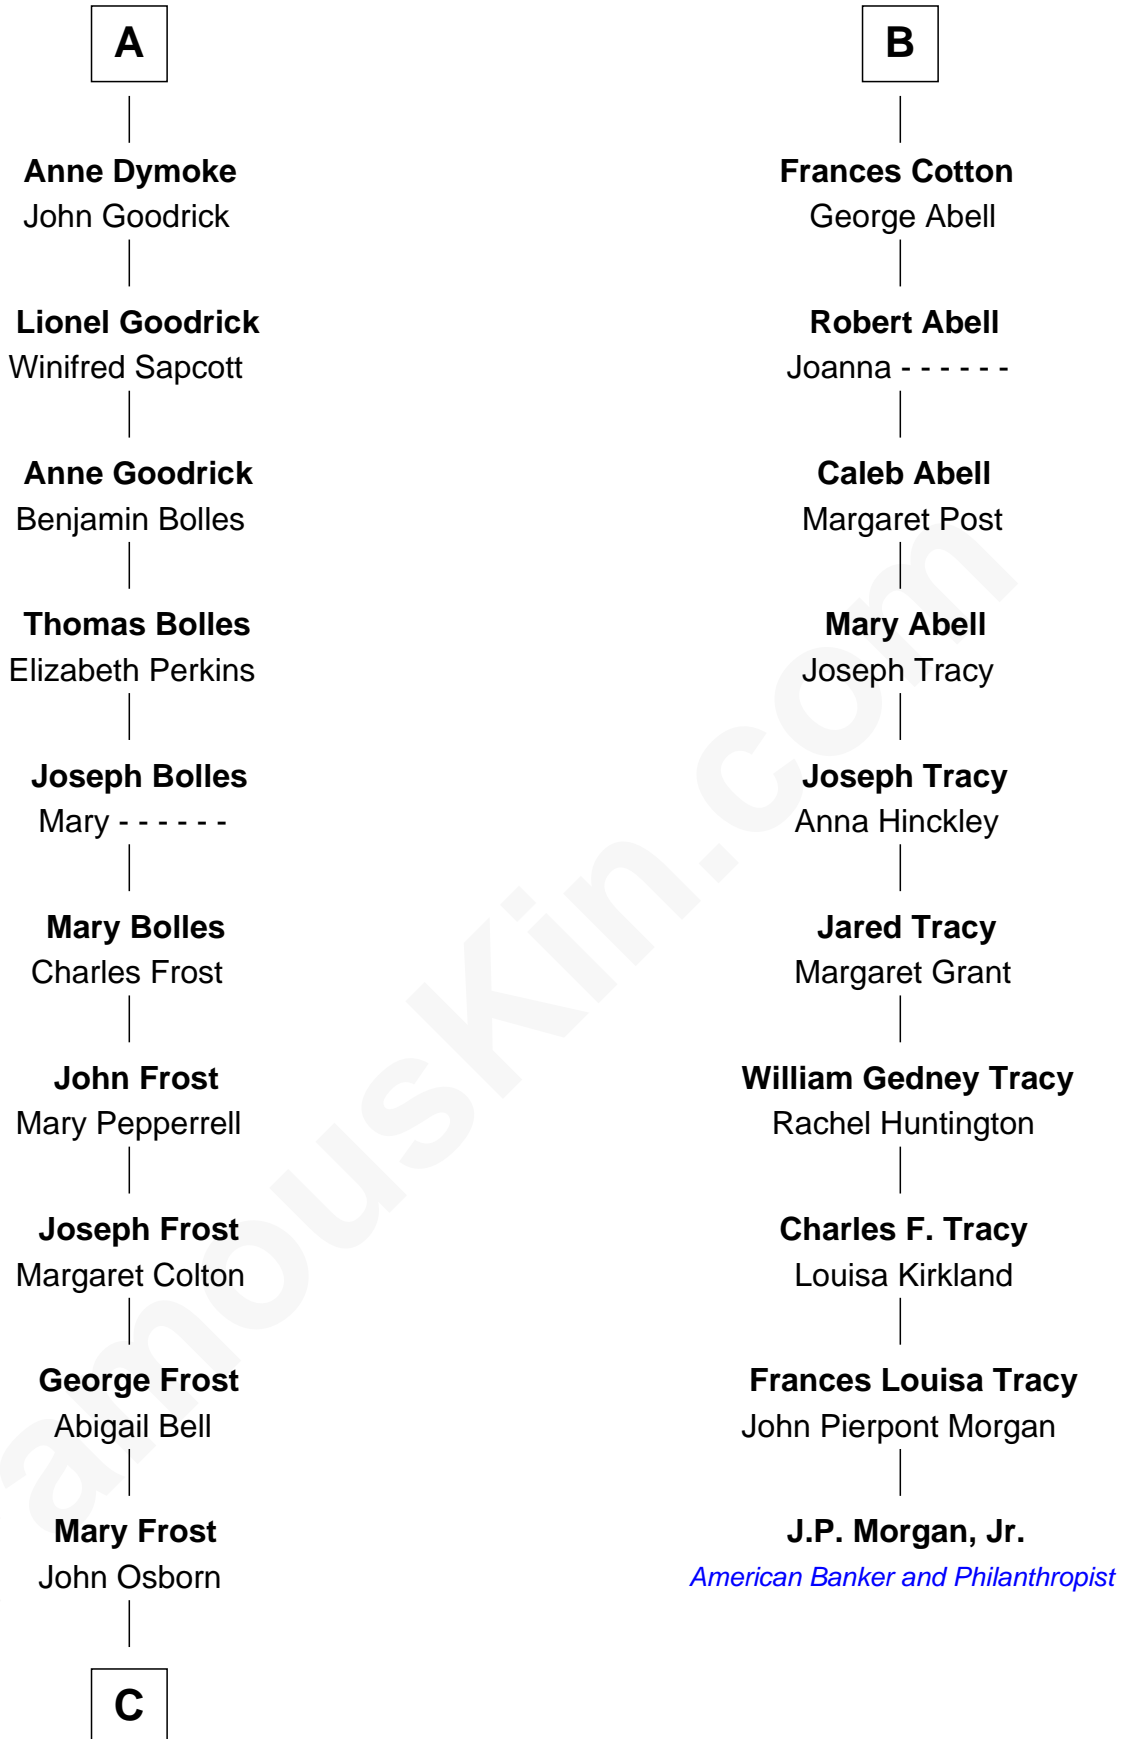 A
Anne Dymoke
John Goodrick
Lionel Goodrick
Winifred Sapcott
Anne Goodrick
Benjamin Bolles
Thomas Bolles
Elizabeth Perkins
Joseph Bolles
Mary - - - - - -
Mary Bolles
Charles Frost
John Frost
Mary Pepperrell
Joseph Frost
Margaret Colton
George Frost
Abigail Bell
Mary Frost
John Osborn
C
B
Frances Cotton
George Abell
Robert Abell
Joanna - - - - - -
Caleb Abell
Margaret Post
Mary Abell
Joseph Tracy
Joseph Tracy
Anna Hinckley
Jared Tracy
Margaret Grant
William Gedney Tracy
Rachel Huntington
Charles F. Tracy
Louisa Kirkland
Frances Louisa Tracy
John Pierpont Morgan
J.P. Morgan, Jr.
American Banker and Philanthropist
amousKin.com